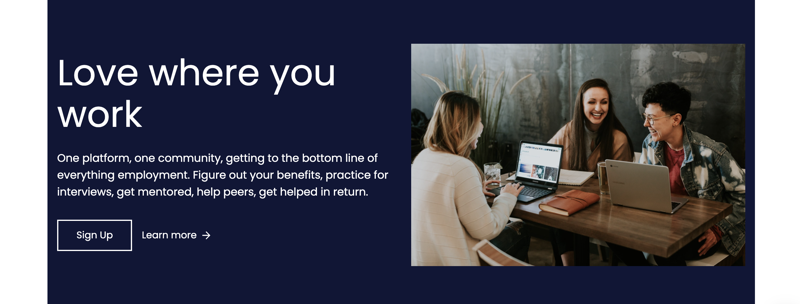 Love where you
work
One platform, one community, getting to the bottom line of
everything employment. Figure out your benefits, practice for
interviews, get mentored, help peers, get helped in return.
Sign Up
Learn more →